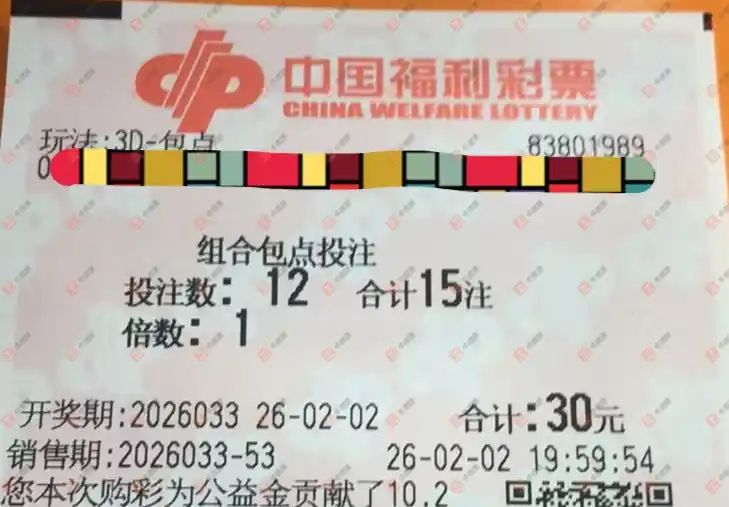 中国福利彩票
CHINA WELFARE LOTTERY
玩法:3D-包点 83801989
0
组合包点投注
投注数: 12 合计15注
倍数: 1
开奖期:2026033 26-02-02 合计:30元
销售期:2026033-53 26-02-02 19:59:54
您本次购彩为公益金贡献了10.2